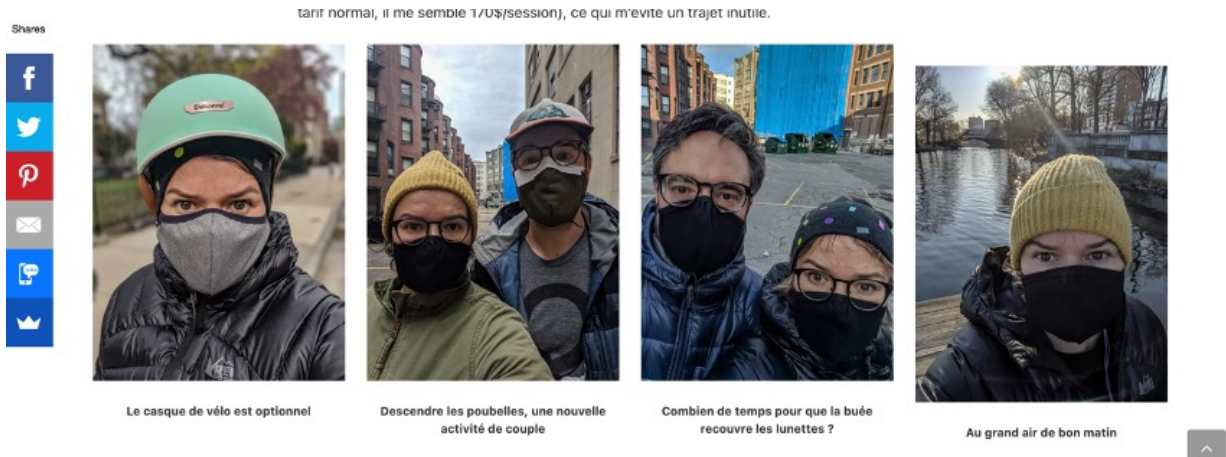 tarif normal, il me semble 170$/session), ce qui m'évite un trajet inutile.
Shares
Le casque de vélo est optionnel
Descendre les poubelles, une nouvelle
activité de couple
Combien de temps pour que la buée
recouvre les lunettes ?
Au grand air de bon matin